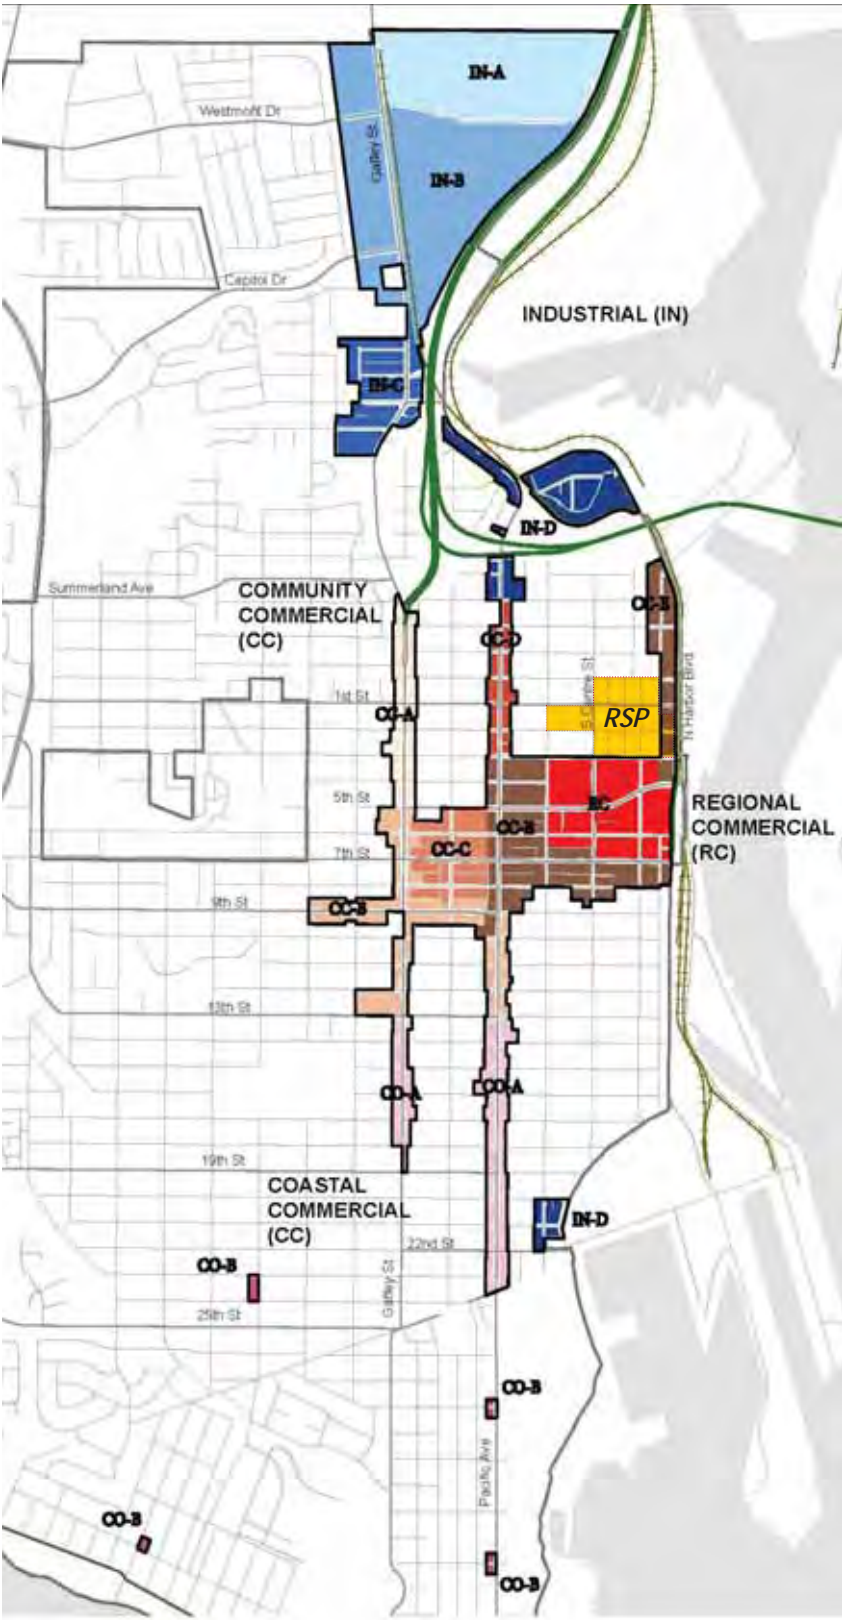 IN-A
Westmont Dr
Gaffey St
IN-B
Capitol Dr
INDUSTRIAL (IN)
IN-C
IN-D
Summerland Ave
COMMUNITY
COMMERCIAL
(CC)
CC-E
CC-D
1st St
CC-A
S Centre St
RSP
N Harbor Blvd
5th St
RC
REGIONAL
COMMERCIAL
(RC)
7th St
CC-C
9th St
CC-B
13th St
CO-A
CO-A
19th St
COASTAL
COMMERCIAL
(CC)
IN-D
22nd St
CO-B
Gaffey St
25th St
CO-B
Pacific Ave
CO-B
CO-B